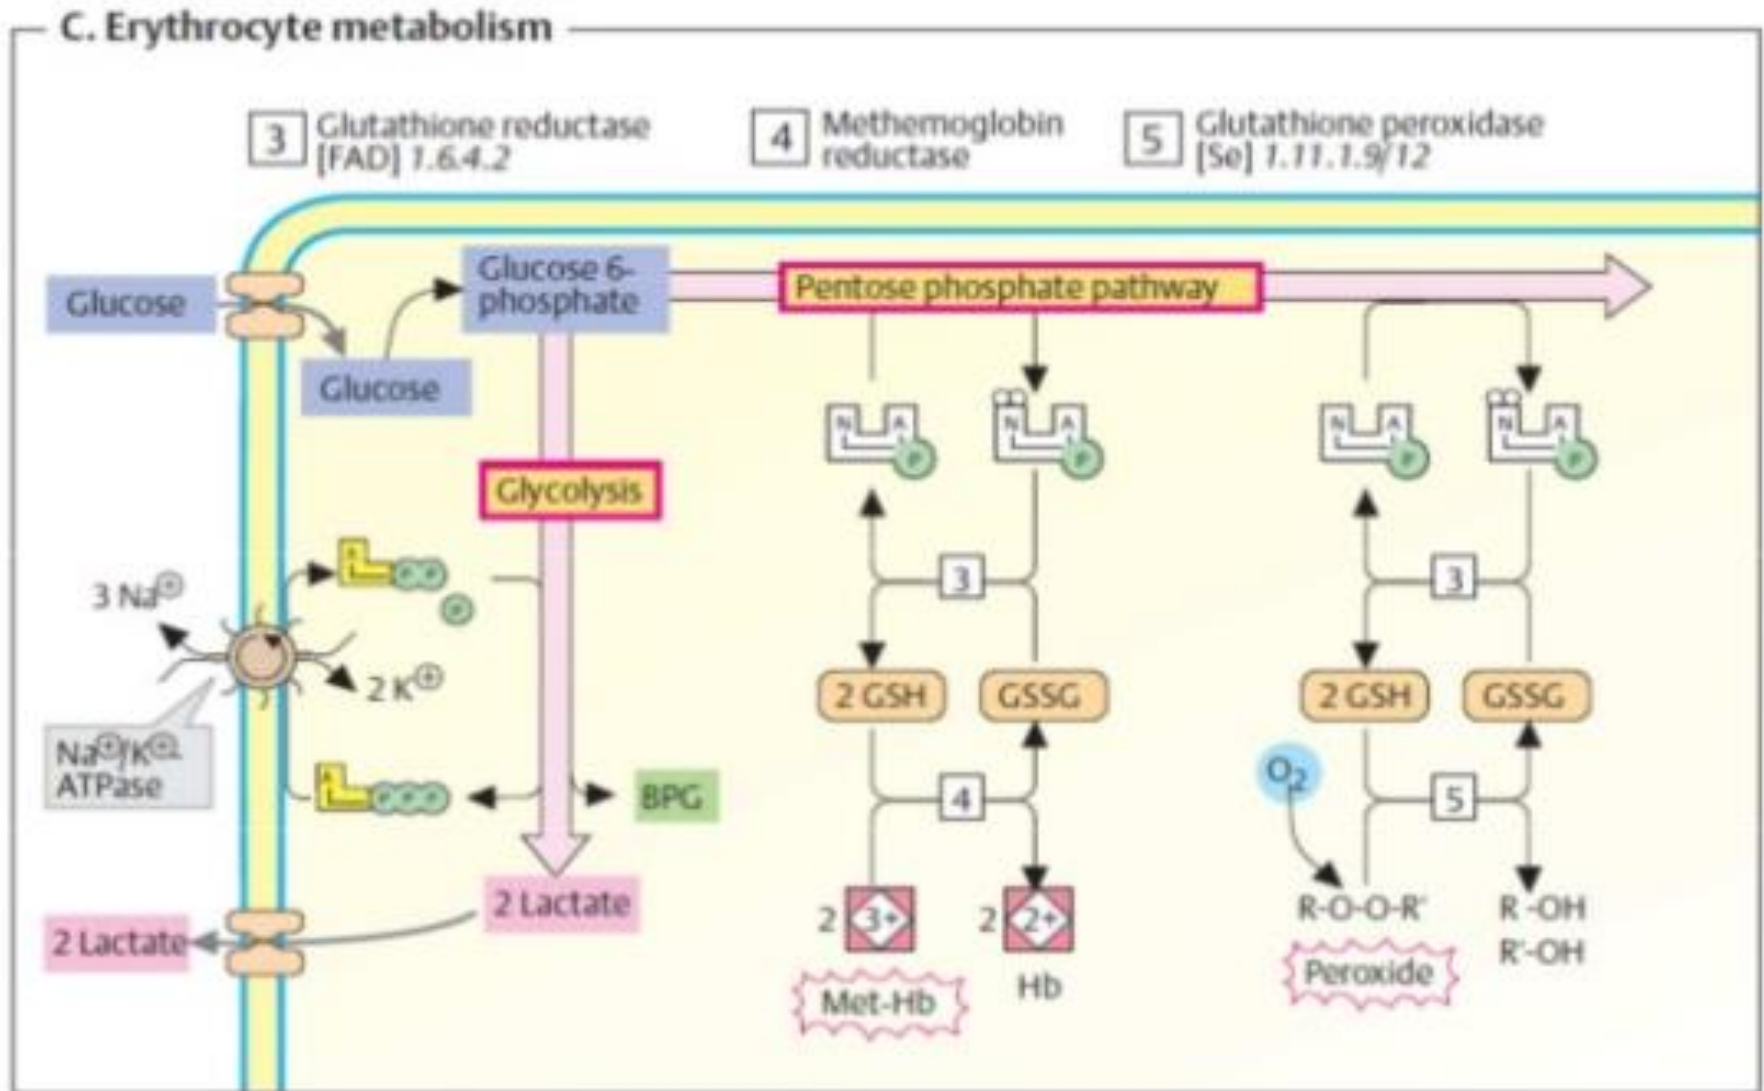 C. Erythrocyte metabolism
3 Glutathione reductase
[FAD] 1.6.4.2
4 Methemoglobin
reductase
5 Glutathione peroxidase
[Se] 1.11.1.9/12
Glucose
Glucose 6-
phosphate
Pentose phosphate pathway
Glucose
N A P
N A P
N A P
N A P
Glycolysis
A P P
P
3 Na⊕
2 K⊕
Na⊕/K⊕-
ATPase
A P P P
BPG
3
3
2 GSH
GSSG
2 GSH
GSSG
O2
4
5
2 Lactate
2 Lactate
2 3+
2 2+
Met-Hb
Hb
R-O-O-R'
Peroxide
R-OH
R'-OH